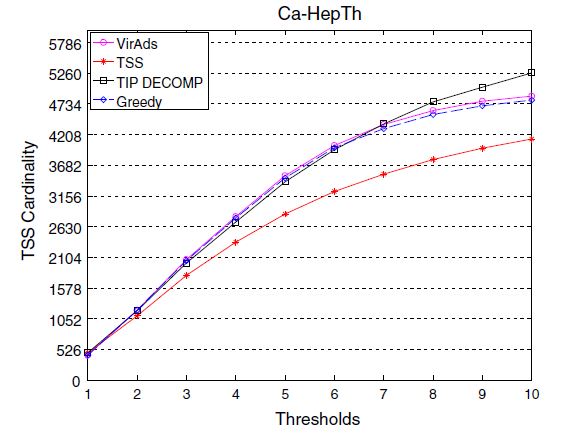 Ca-HepTh
5786
5260
4734
4208
3682
3156
2630
2104
1578
1052
526
0
VirAds
TSS
TIP DECOMP
Greedy
TSS Cardinality
1 2 3 4 5 6 7 8 9 10
Thresholds